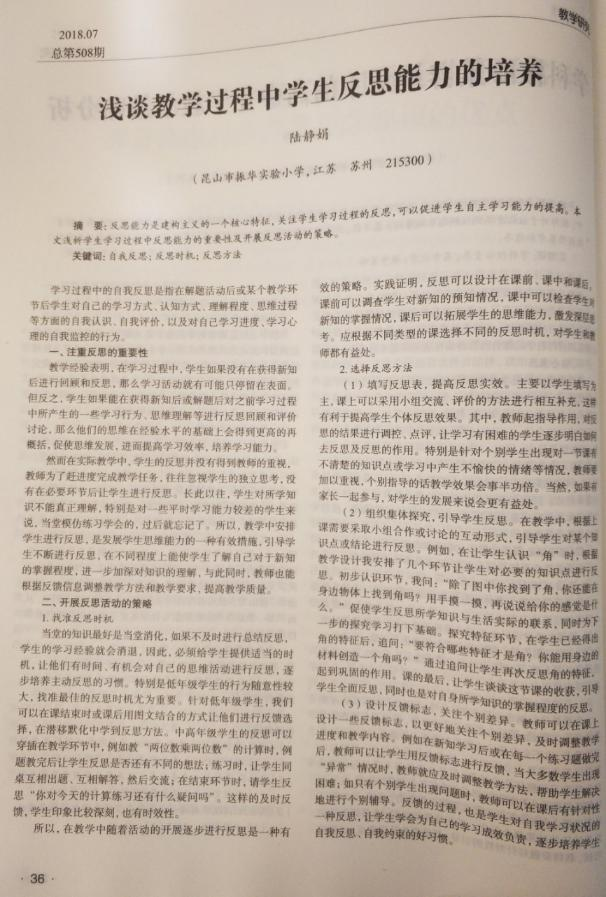 2018.07
总第508期
教学研究
浅谈教学过程中学生反思能力的培养
陆静娟
（昆山市振华实验小学，江苏 苏州 215300）
摘 要：反思能力是建构主义的一个核心特征，关注学生学习过程的反思，可以促进学生自主学习能力的提高。本
文浅析学生学习过程中反思能力的重要性及开展反思活动的策略。
关键词：自我反思；反思时机；反思方法
学习过程中的自我反思是指在解题活动后或某个教学环
节后学生对自己的学习方式、认知方式、理解程度、思维过程
等方面的自我认识、自我评价，以及对自己学习进度、学习心
理的自我监控的行为。
一、注重反思的重要性
教学经验表明，在学习过程中，学生如果没有在获得新知
后进行回顾和反思，那么学习活动就有可能只停留在表面。
但反之，学生如果能在获得新知后或解题后对之前学习过程
中所产生的一些学习行为、思维理解等进行反思回顾和评价
讨论，那么他们的思维在经验水平的基础上会得到更高的再
概括，促使思维发展，进而提高学习效率，培养学习能力。
然而在实际教学中，学生的反思并没有得到教师的重视，
教师为了赶进度完成教学任务，往往忽视学生的独立思考，没
有在必要环节后让学生进行反思。长此以往，学生对所学知
识不能真正理解，特别是对一些平时学习能力较差的学生来
说，当堂模仿练习学会的，过后就忘记了。所以，教学中安排
学生进行反思，是发展学生思维能力的一种有效措施，引导学
生不断进行反思，在不同程度上能使学生了解自己对于新知
的掌握程度，进一步加深对知识的理解，与此同时，教师也能
根据反馈信息调整教学方法和教学要求，提高教学质量。
二、开展反思活动的策略
1. 找准反思时机
当堂的知识最好是当堂消化，如果不及时进行总结反思，
学生的学习经验就会消退，因此，必须给学生提供适当的时
机，让他们有时间、有机会对自己的思维活动进行反思，逐
步培养主动反思的习惯。特别是低年级学生的行为随意性较
大，找准最佳的反思时机尤为重要。针对低年级学生，我们
可以在课结束时或课后用图文结合的方式让他们进行反馈选
择，在潜移默化中学到反思方法。中高年级学生的反思可以
穿插在教学环节中，例如教“两位数乘两位数”的计算时，例
题教完后让学生反思是否还有不同的想法；练习时，让学生同
桌互相出题、互相解答，然后交流；在结束环节时，请学生反
思“你对今天的计算练习还有什么疑问吗”。这样的及时反
馈，学生印象比较深刻，也有时效性。
所以，在教学中随着活动的开展逐步进行反思是一种有
效的策略。实践证明，反思可以设计在课前、课中和课后。
课前可以调查学生对新知的预知情况，课中可以检查学生对
新知的掌握情况，课后可以拓展学生的思维能力，激发深层思
考。应根据不同类型的课选择不同的反思时机，对学生和教
师都有益处。
2. 选择反思方法
（1）填写反思表，提高反思实效。主要以学生填写为
主，课上可以采用小组交流、评价的方法进行相互补充，这样
有利于提高学生个体反思效果。其中，教师起指导作用，对反
思的结果进行调控、点评，让学习有困难的学生逐步明白如何
去反思及反思的作用。特别是针对个别学生出现对一节课有
不清楚的知识点或学习中产生不愉快的情绪等情况，教师要
加以重视，个别指导的话教学效果会事半功倍。当然，如果有
家长一起参与，对学生的发展来说会更有益处。
（2）组织集体探究，引导学生反思。在教学中，根据上
课需要采取小组合作或讨论的互动形式，引导学生对某个知
识点或结论进行反思。例如，在让学生认识“角”时，根据
教学设计我安排了几个环节让学生对必要的知识点进行反
思。初步认识环节，我问：“除了图中你找到了角，你还能在
身边物体上找到角吗？用手摸一摸，再说说给你的感觉是什
么。”促使学生反思所学知识与生活实际的联系，同时为下
一步的探究学习打下基础。探究特征环节，在学生已经得出
角的特征后，追问：“要符合哪些特征才是角？你能用身边的
材料创造一个角吗？”通过追问让学生再次反思角的特征，
起到巩固的作用。课的最后，让学生谈谈这节课的收获，引导
学生全面反思，同时也是对自身所学知识的掌握程度的反思。
（3）设计反馈标志，关注个别差异。教师可以在课上
设计一些反馈标志，以更好地关注个别差异，及时调整教学
进度和教学内容。例如在新知学习后或在每一个练习题做完
后，教师可以让学生用反馈标志进行反馈，当大多数学生出现
“异常”情况时，教师就应及时调整教学方法，帮助学生解决
困难；如只有个别学生出现问题时，教师可以在课后有针对性
地进行个别辅导。反馈的过程，也是学生对自我学习状况的
一种反思，让学生学会为自己的学习成效负责，逐步培养学生
自我反思、自我约束的好习惯。
· 36 ·